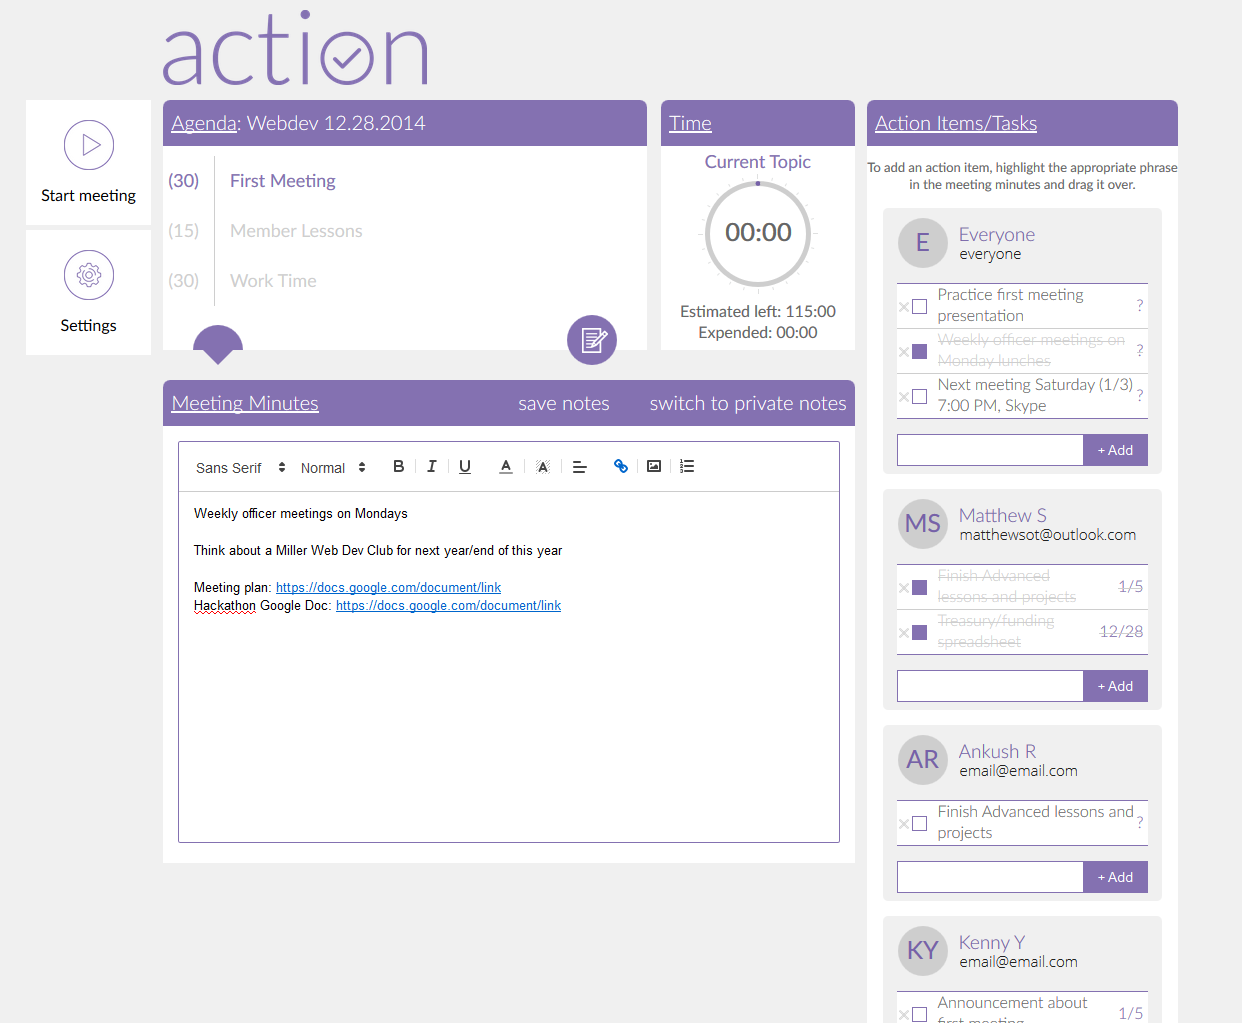 action
Start meeting
Settings
Agenda: Webdev 12.28.2014
(30) First Meeting
(15) Member Lessons
(30) Work Time
Time
Current Topic
00:00
Estimated left: 115:00
Expended: 00:00
Meeting Minutes save notes switch to private notes
Sans Serif Normal B I U A A
Weekly officer meetings on Mondays
Think about a Miller Web Dev Club for next year/end of this year
Meeting plan: https://docs.google.com/document/link
Hackathon Google Doc: https://docs.google.com/document/link
Action Items/Tasks
To add an action item, highlight the appropriate phrase
in the meeting minutes and drag it over.
E Everyone
everyone
Practice first meeting
presentation ?
Weekly officer meetings on
Monday lunches ?
Next meeting Saturday (1/3)
7:00 PM, Skype ?
+ Add
MS Matthew S
matthewsot@outlook.com
Finish Advanced
lessons and projects 1/5
Treasury/funding
spreadsheet 12/28
+ Add
AR Ankush R
email@email.com
Finish Advanced lessons and
projects ?
+ Add
KY Kenny Y
email@email.com
Announcement about
first meeting 1/5